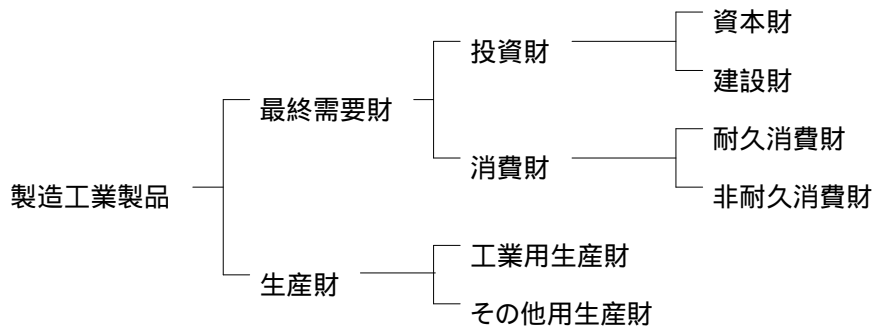 資本財
投資財
建設財
最終需要財
耐久消費財
消費財
製造工業製品
非耐久消費財
工業用生産財
生産財
その他用生産財